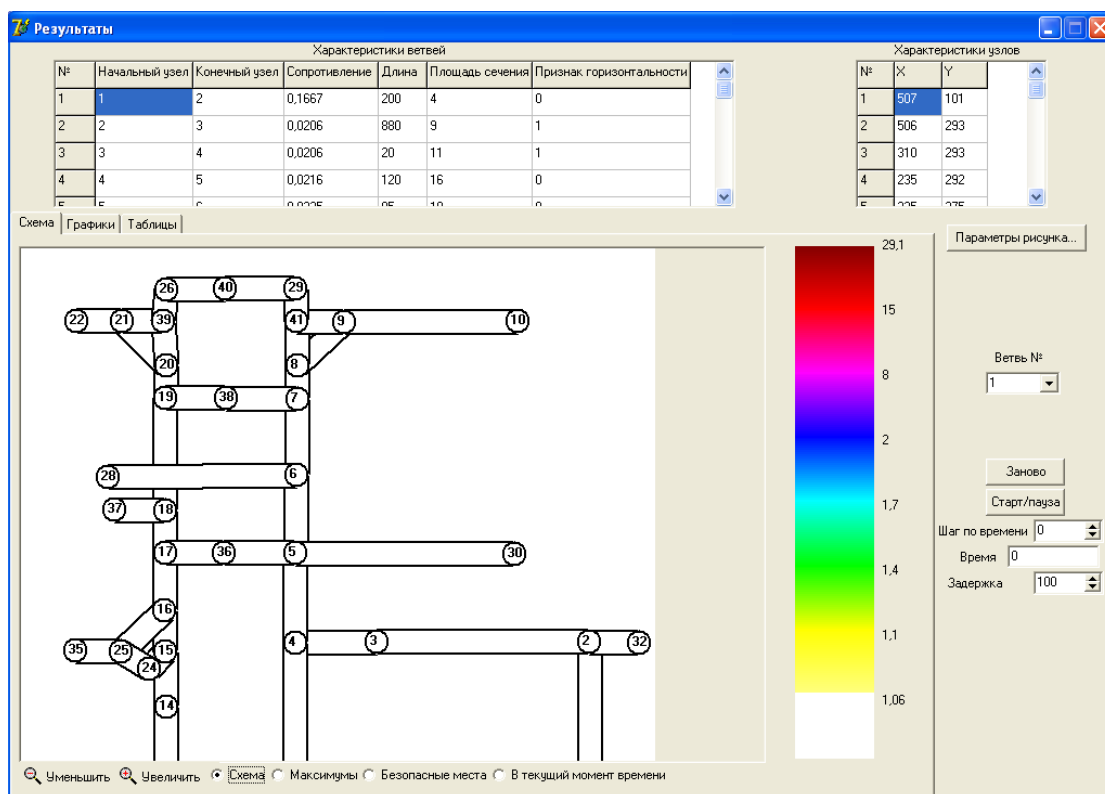 Результаты
Характеристики ветвей
Характеристики узлов
№ Начальный узел Конечный узел Сопротивление Длина Площадь сечения Признак горизонтальности
№ X Y
1 1 2 0,1667 200 4 0
1 507 101
2 2 3 0,0206 880 9 1
2 506 293
3 3 4 0,0206 20 11 1
3 310 293
4 4 5 0,0216 120 16 0
4 235 292
Схема Графики Таблицы
Параметры рисунка...
29,1
26 40 29
22 21 39 41 9 10
15
20 8
Ветвь №
8
1
19 38 7
2
28 6
Заново
37 18
1,7
Старт/пауза
Шаг по времени 0
17 36 5 30
Время 0
1,4
Задержка 100
16
1,1
35 25 15 4 3 2 32
24
14
1,06
Уменьшить Увеличить Схема Максимумы Безопасные места В текущий момент времени